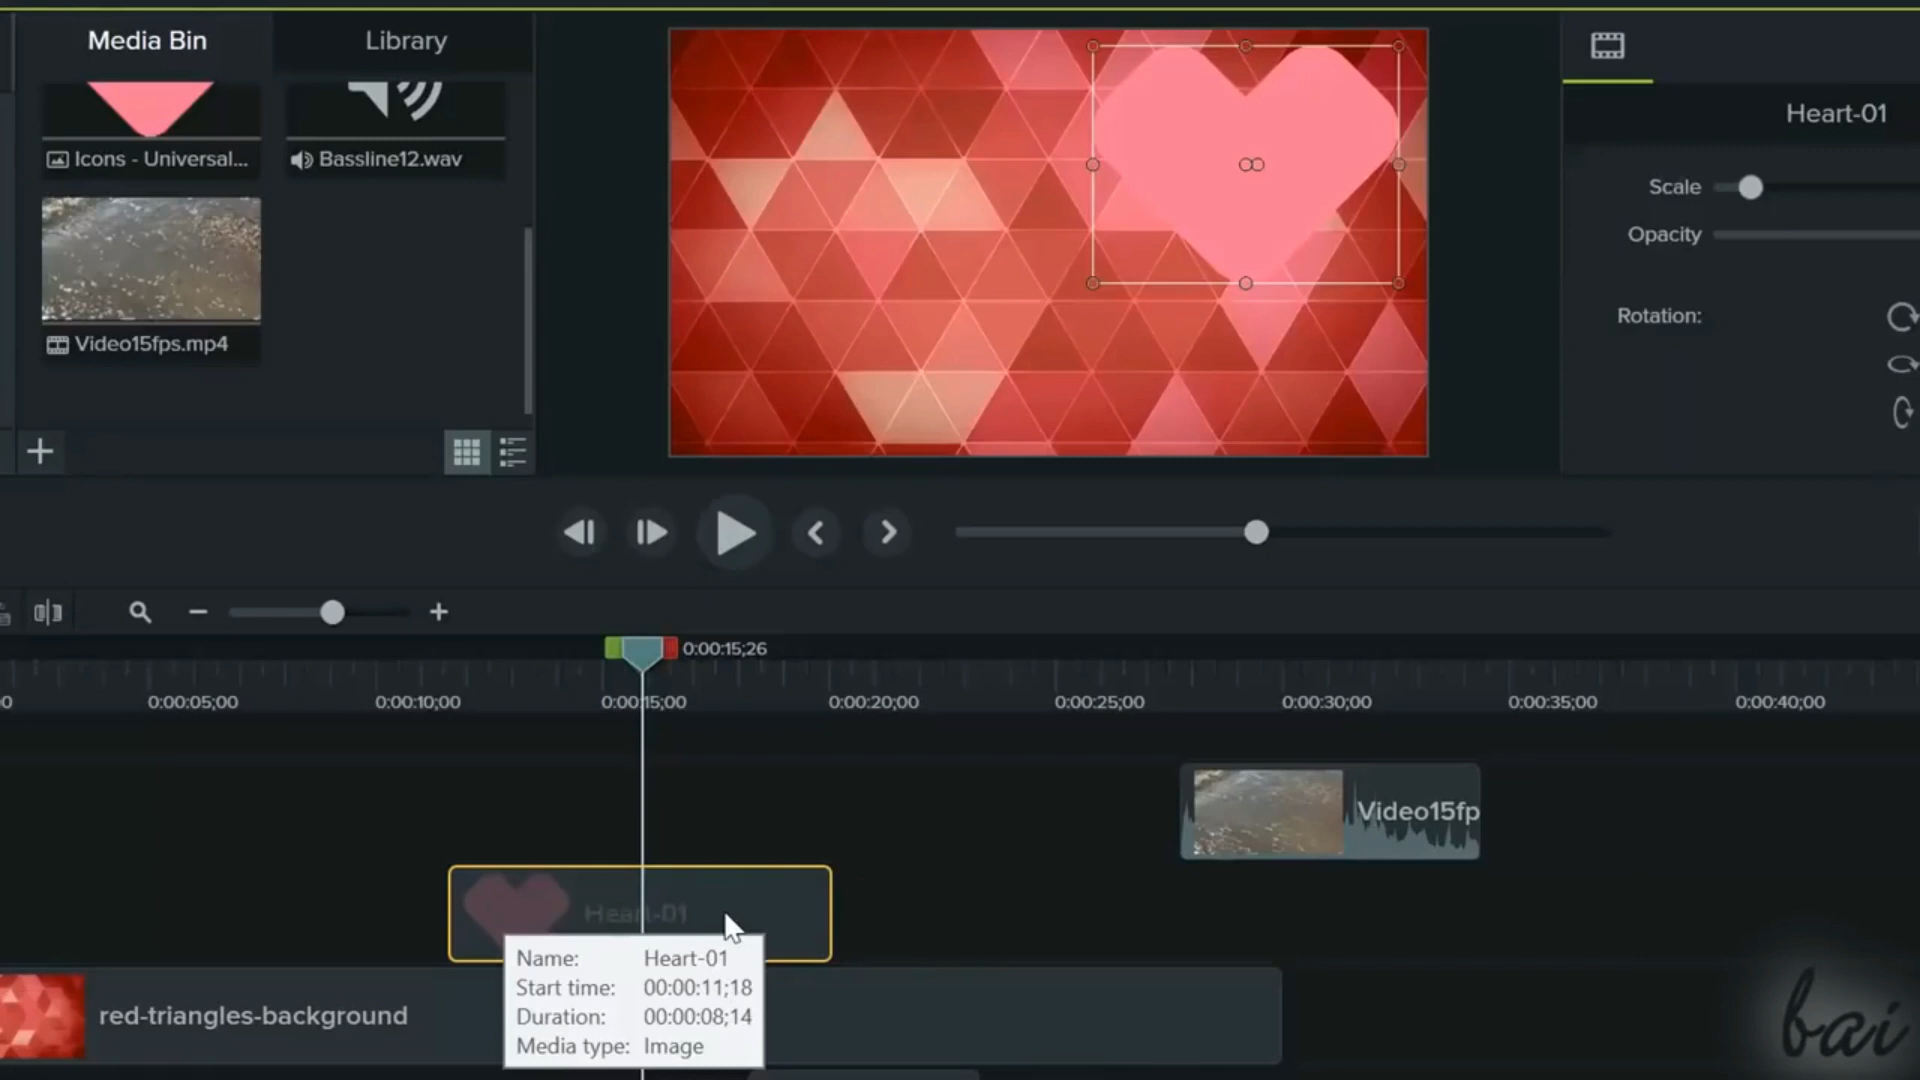 Media Bin
Library
Icons - Universal...
Bassline12.wav
Video15fps.mp4
Heart-01
Scale
Opacity
Rotation:
0:00:15;26
0:00:05;00
0:00:10;00
0:00:15;00
0:00:20;00
0:00:25;00
0:00:30;00
0:00:35;00
0:00:40;00
Video15fp
Heart-01
Name: Heart-01
Start time: 00:00:11;18
Duration: 00:00:08;14
Media type: Image
red-triangles-background
bai